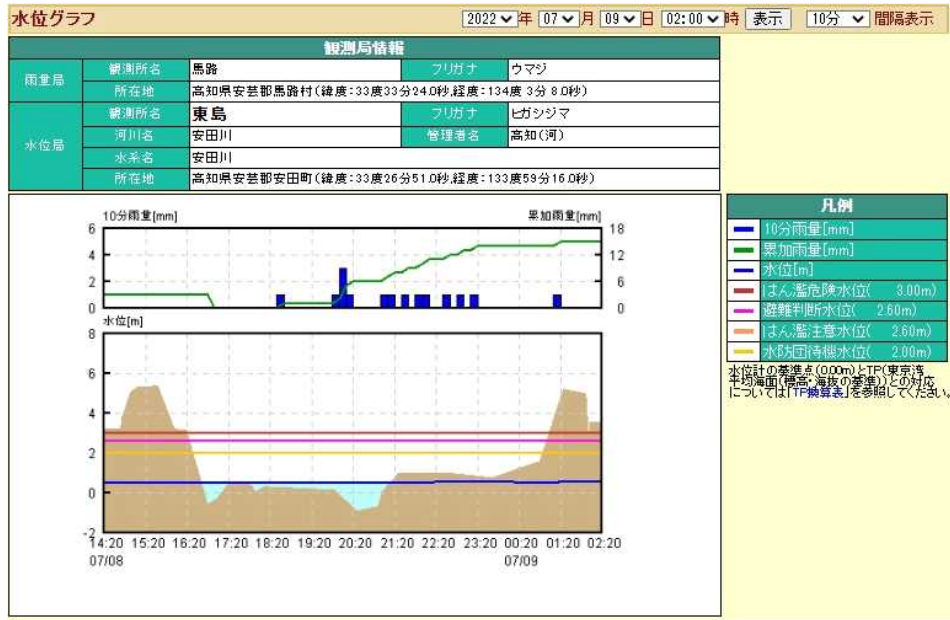 水位グラフ
2022 年 07 月 09 日 02:00 時 表示 10分 間隔表示
観測局情報
雨量局
観測所名 馬路 フリガナ ウマジ
所在地 高知県安芸郡馬路村(緯度:33度33分24.0秒,経度:134度 3分 8.0秒)
水位局
観測所名 東島 フリガナ ヒガシジマ
河川名 安田川 管理者名 高知(河)
水系名 安田川
所在地 高知県安芸郡安田町(緯度:33度26分51.0秒,経度:133度59分16.0秒)
10分雨量[mm] 累加雨量[mm]
6 18
4 12
2 6
0 0
水位[m]
8
6
4
2
0
-2
14:20 15:20 16:20 17:20 18:20 19:20 20:20 21:20 22:20 23:20 00:20 01:20 02:20
07/08 07/09
凡例
10分雨量[mm]
累加雨量[mm]
水位[m]
はん濫危険水位( 3.00m)
避難判断水位( 2.60m)
はん濫注意水位( 2.60m)
水防団待機水位( 2.00m)
水位計の基準点(0.00m)とTP(東京湾
平均海面(標高・海抜の基準))との対応
については「TP換算表」を参照してください。